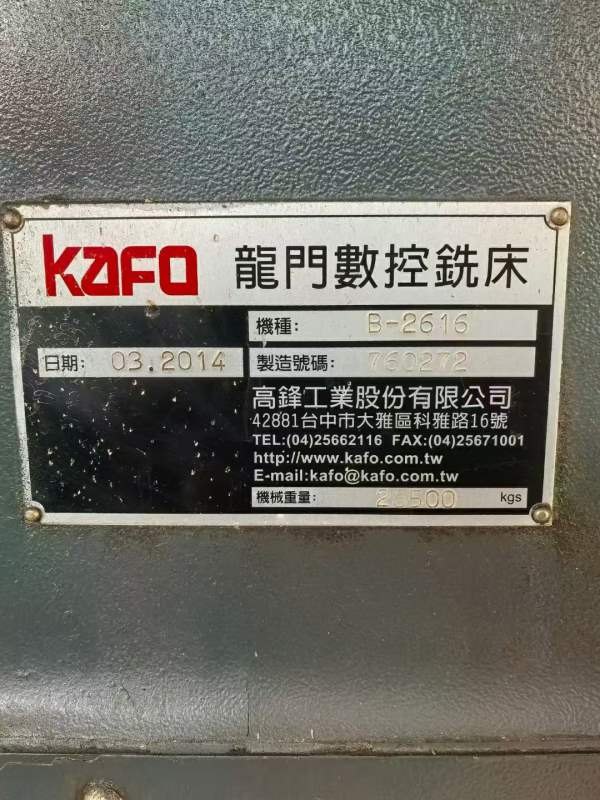 KAFO 龍門數控銑床
機種: B-2616
日期: 03.2014 製造號碼: 760272
高鋒工業股份有限公司
42881台中市大雅區科雅路16號
TEL:(04)25662116 FAX:(04)25671001
http://www.kafo.com.tw
E-mail:kafo@kafo.com.tw
機械重量: kgs